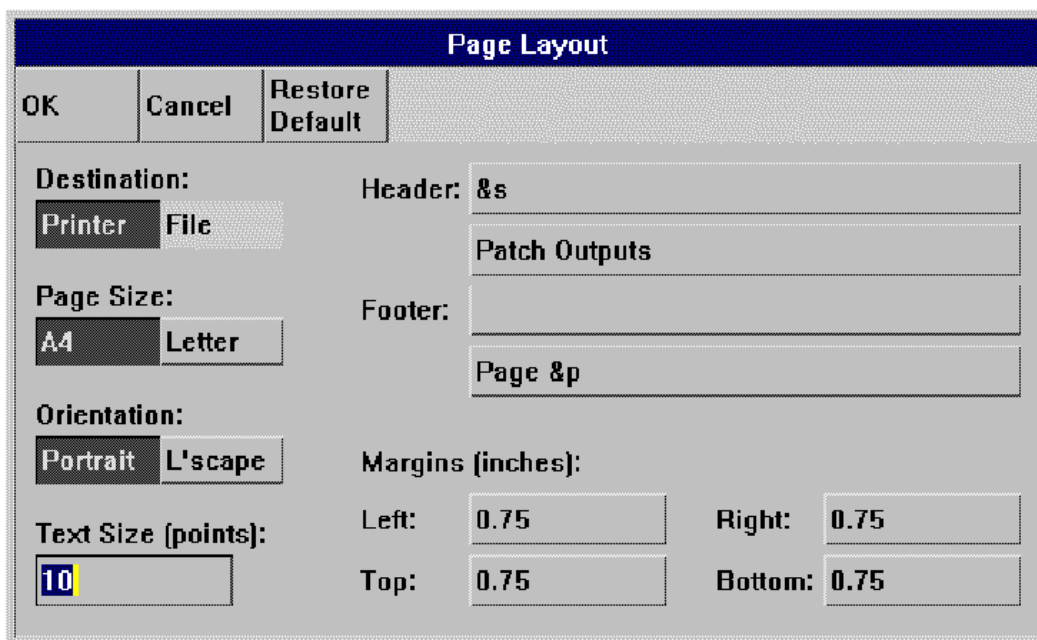 Page Layout
OK
Cancel
Restore
Default
Destination:
Printer File
Page Size:
A4 Letter
Orientation:
Portrait L'scape
Text Size (points):
10
Header: &s
Patch Outputs
Footer:
Page &p
Margins (inches):
Left: 0.75 Right: 0.75
Top: 0.75 Bottom: 0.75